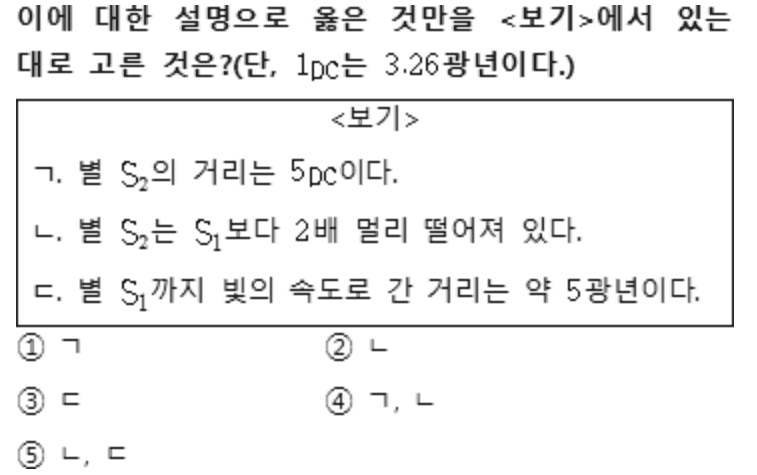 이에 대한 설명으로 옳은 것만을 <보기>에서 있는
대로 고른 것은?(단, 1pc는 3.26광년이다.)
<보기>
ㄱ. 별 S₂의 거리는 5pc이다.
ㄴ. 별 S₂는 S₁보다 2배 멀리 떨어져 있다.
ㄷ. 별 S₁까지 빛의 속도로 간 거리는 약 5광년이다.
① ㄱ ② ㄴ
③ ㄷ ④ ㄱ, ㄴ
⑤ ㄴ, ㄷ